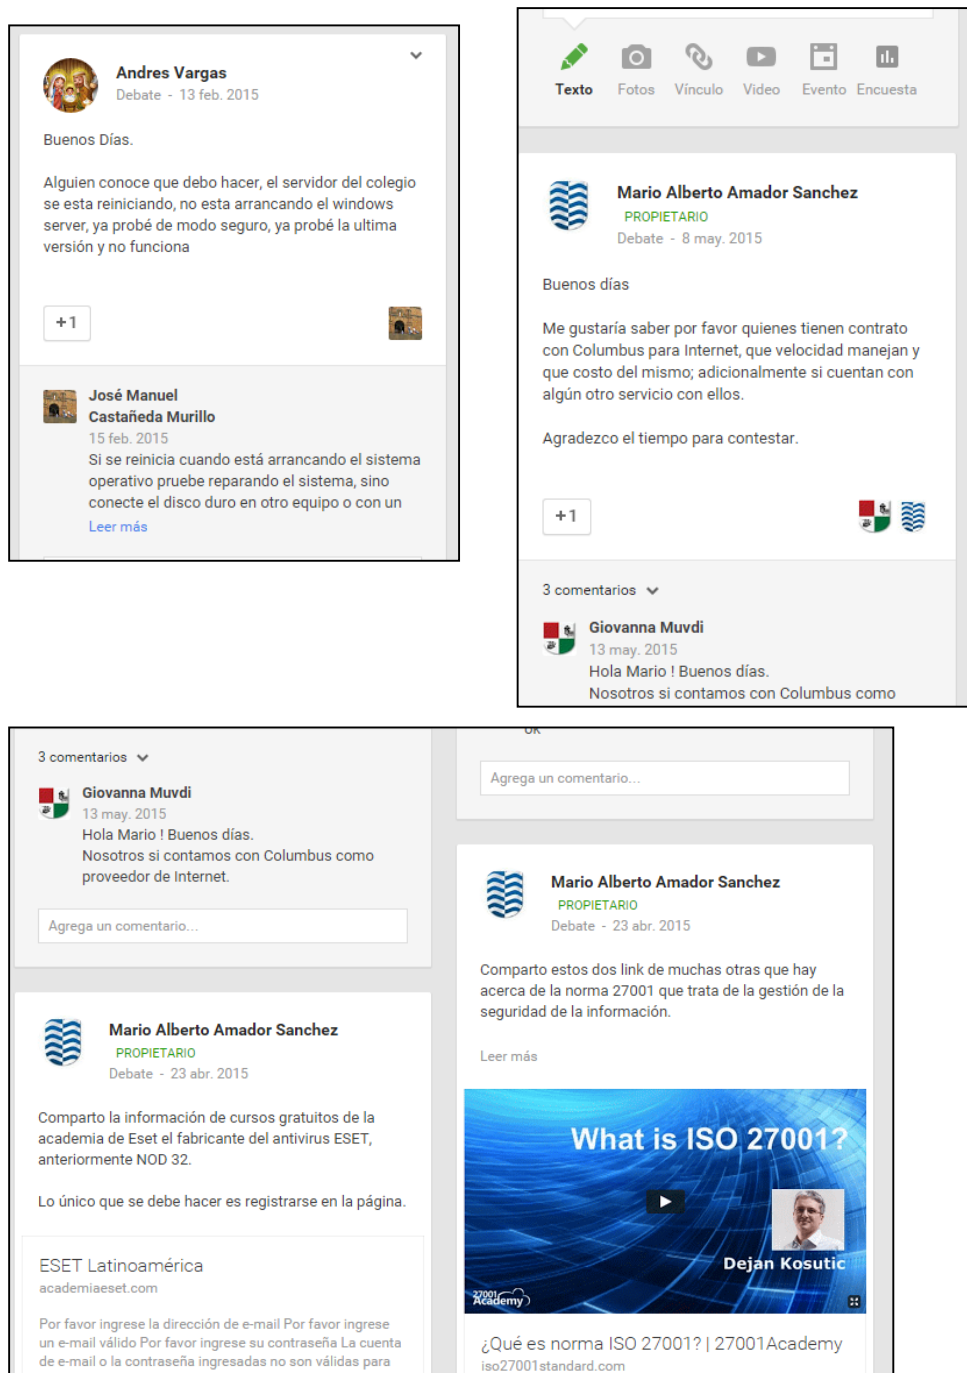 Andres Vargas
Debate - 13 feb. 2015
Buenos Días.
Alguien conoce que debo hacer, el servidor del colegio
se esta reiniciando, no esta arrancando el windows
server, ya probé de modo seguro, ya probé la ultima
versión y no funciona
+1
José Manuel
Castañeda Murillo
15 feb. 2015
Si se reinicia cuando está arrancando el sistema
operativo pruebe reparando el sistema, sino
conecte el disco duro en otro equipo o con un
Leer más
Texto Fotos Vínculo Video Evento Encuesta
Mario Alberto Amador Sanchez
PROPIETARIO
Debate - 8 may. 2015
Buenos días
Me gustaría saber por favor quienes tienen contrato
con Columbus para Internet, que velocidad manejan y
que costo del mismo; adicionalmente si cuentan con
algún otro servicio con ellos.
Agradezco el tiempo para contestar.
+1
3 comentarios
Giovanna Muvdi
13 may. 2015
Hola Mario ! Buenos días.
Nosotros si contamos con Columbus como
3 comentarios
Giovanna Muvdi
13 may. 2015
Hola Mario ! Buenos días.
Nosotros si contamos con Columbus como
proveedor de Internet.
Agrega un comentario...
Mario Alberto Amador Sanchez
PROPIETARIO
Debate - 23 abr. 2015
Comparto la información de cursos gratuitos de la
academia de Eset el fabricante del antivirus ESET,
anteriormente NOD 32.
Lo único que se debe hacer es registrarse en la página.
ESET Latinoamérica
academiaeset.com
Por favor ingrese la dirección de e-mail Por favor ingrese
un e-mail válido Por favor ingrese su contraseña La cuenta
de e-mail o la contraseña ingresadas no son válidas para
Agrega un comentario...
Mario Alberto Amador Sanchez
PROPIETARIO
Debate - 23 abr. 2015
Comparto estos dos link de muchas otras que hay
acerca de la norma 27001 que trata de la gestión de la
seguridad de la información.
Leer más
What is ISO 27001?
Dejan Kosutic
27001
Academy
¿Qué es norma ISO 27001? | 27001Academy
iso27001standard.com